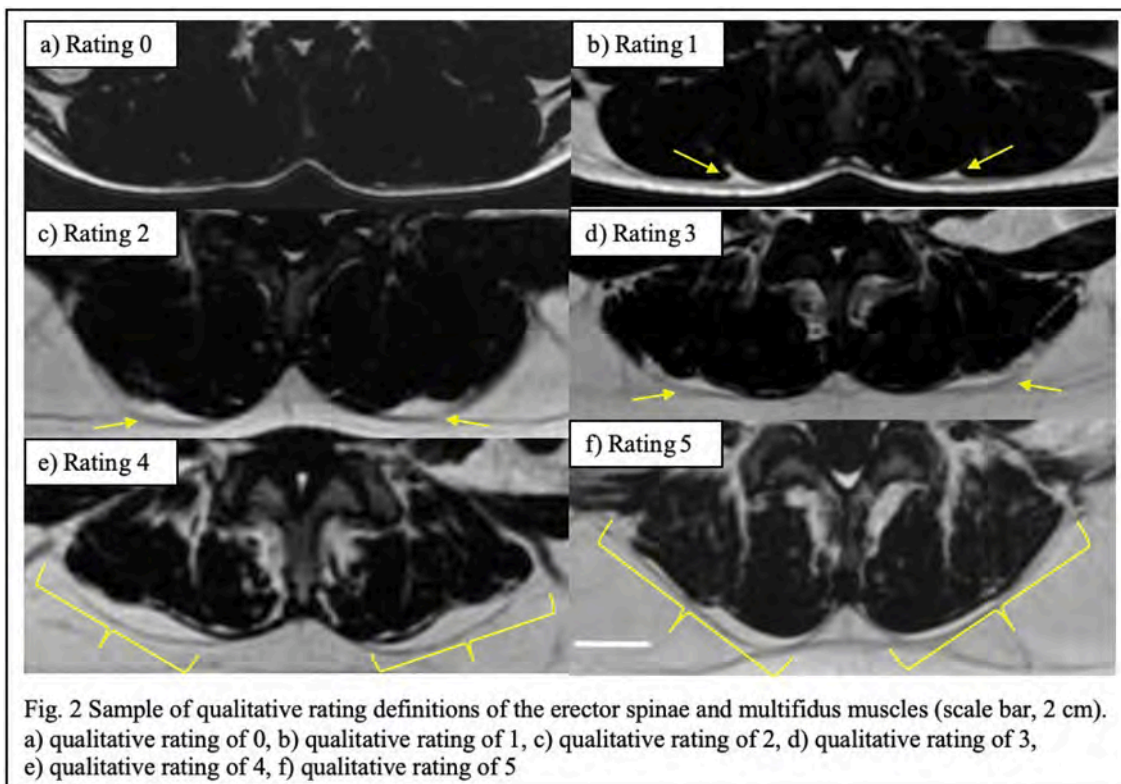 a) Rating 0
b) Rating 1
c) Rating 2
d) Rating 3
e) Rating 4
f) Rating 5
Fig. 2 Sample of qualitative rating definitions of the erector spinae and multifidus muscles (scale bar, 2 cm).
a) qualitative rating of 0, b) qualitative rating of 1, c) qualitative rating of 2, d) qualitative rating of 3,
e) qualitative rating of 4, f) qualitative rating of 5